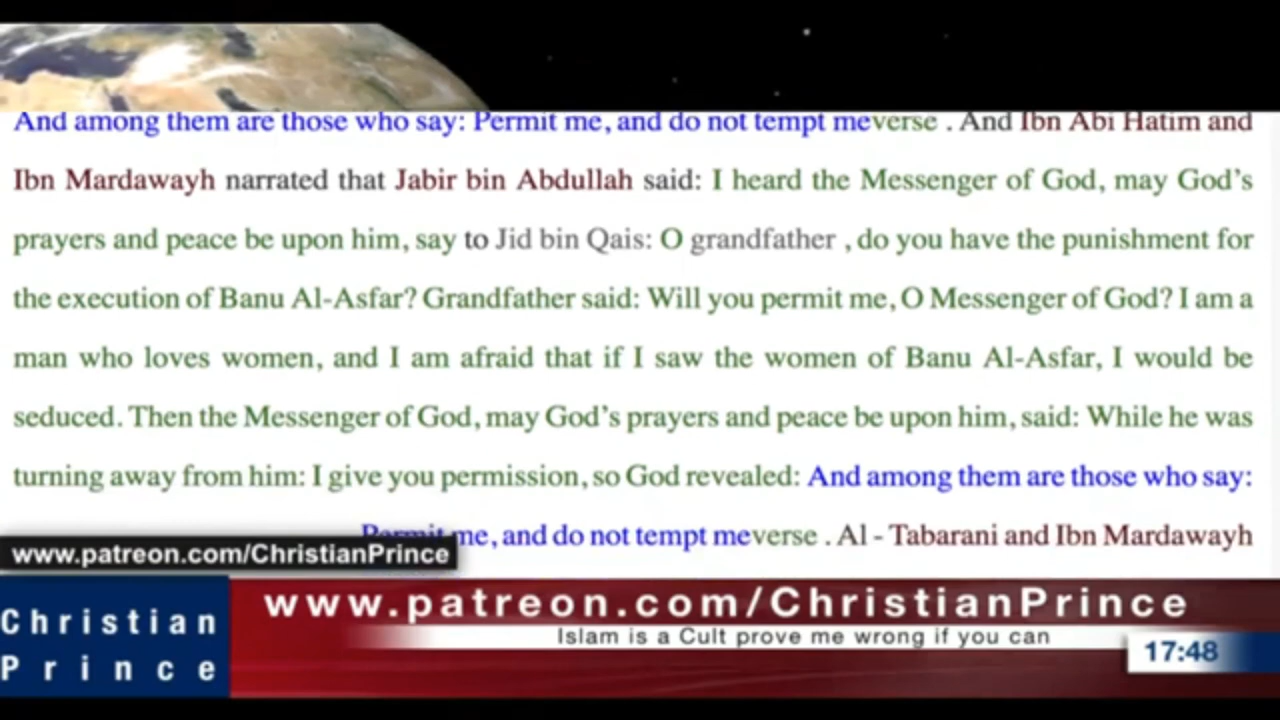 And among them are those who say: Permit me, and do not tempt meverse . And Ibn Abi Hatim and
Ibn Mardawayh narrated that Jabir bin Abdullah said: I heard the Messenger of God, may God's
prayers and peace be upon him, say to Jid bin Qais: O grandfather , do you have the punishment for
the execution of Banu Al-Asfar? Grandfather said: Will you permit me, O Messenger of God? I am a
man who loves women, and I am afraid that if I saw the women of Banu Al-Asfar, I would be
seduced. Then the Messenger of God, may God's prayers and peace be upon him, said: While he was
turning away from him: I give you permission, so God revealed: And among them are those who say:
Permit me, and do not tempt meverse . Al - Tabarani and Ibn Mardawayh
www.patreon.com/ChristianPrince
www.patreon.com/ChristianPrince
Islam is a Cult prove me wrong if you can
Christian
Prince
17:48